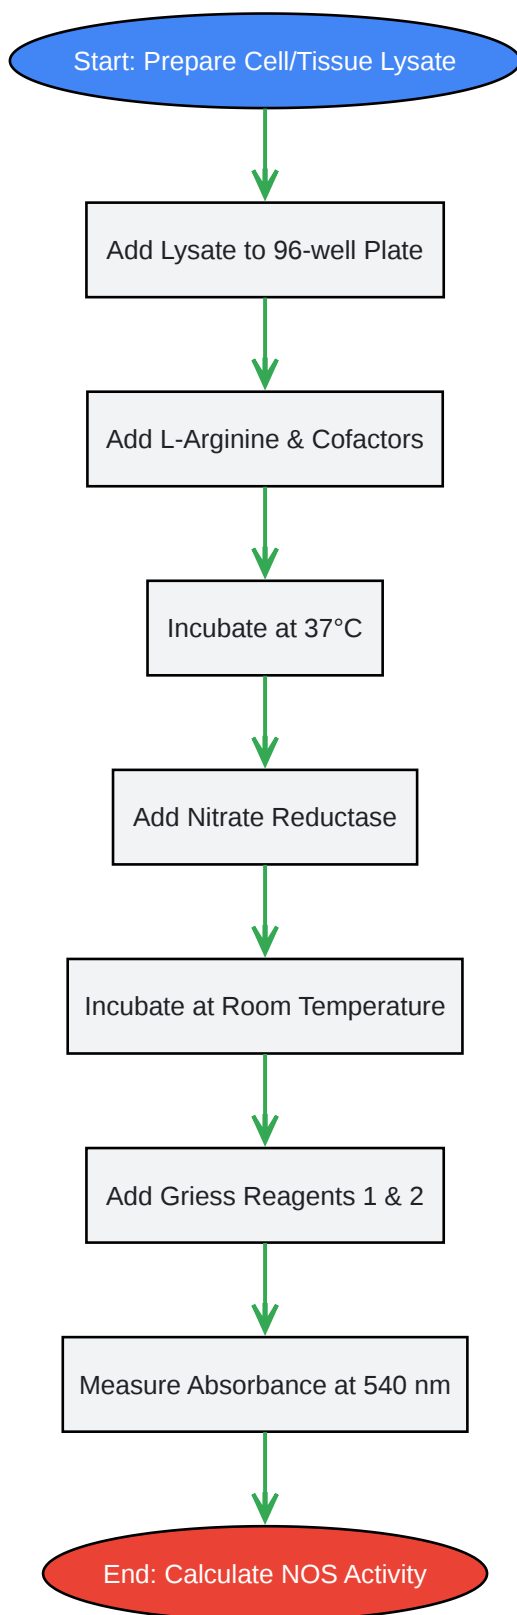 Start: Prepare Cell/Tissue Lysate
Add Lysate to 96-well Plate
Add L-Arginine & Cofactors
Incubate at 37°C
Add Nitrate Reductase
Incubate at Room Temperature
Add Griess Reagents 1 & 2
Measure Absorbance at 540 nm
End: Calculate NOS Activity